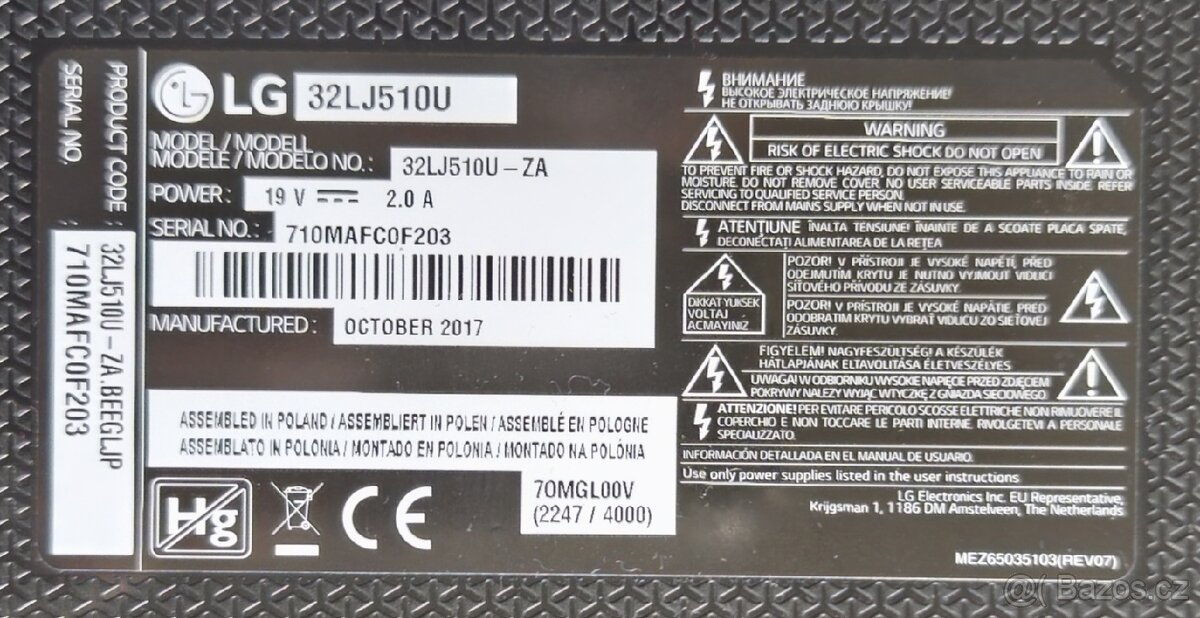 PRODUCT CODE : 32LJ510U-ZA.BEEGLJP
SERIAL NO. : 710MAFC0F203
LG 32LJ510U
MODEL / MODELL
MODÈLE / MODELO NO.: 32LJ510U-ZA
POWER: 19 V 2.0 A
SERIAL NO.: 710MAFC0F203
MANUFACTURED: OCTOBER 2017
ASSEMBLED IN POLAND / ASSEMBLIERT IN POLEN / ASSEMBLÉ EN POLOGNE
ASSEMBLATO IN POLONIA / MONTADO EN POLONIA / MONTADO NA POLÓNIA
Hg
CE
70MGL00V
(2247 / 4000)
ВНИМАНИЕ
ВЫСОКОЕ ЭЛЕКТРИЧЕСКОЕ НАПРЯЖЕНИЕ!
НЕ ОТКРЫВАТЬ ЗАДНЮЮ КРЫШКУ!
WARNING
RISK OF ELECTRIC SHOCK DO NOT OPEN
TO PREVENT FIRE OR SHOCK HAZARD, DO NOT EXPOSE THIS APPLIANCE TO RAIN OR
MOISTURE. DO NOT REMOVE COVER. NO USER SERVICEABLE PARTS INSIDE. REFER
SERVICING TO QUALIFIED SERVICE PERSON.
DISCONNECT FROM MAINS SUPPLY WHEN NOT IN USE.
ATENŢIUNE ÎNALTA TENSIUNE! ÎNAINTE DE A SCOATE PLACA SPATE,
DECONECTAŢI ALIMENTAREA DE LA REŢEA
DIKKAT YUKSEK
VOLTAJ
ACMAYINIZ
POZOR! V PŘÍSTROJI JE VYSOKÉ NAPĚTÍ, PŘED
ODEJMUTÍM KRYTU JE NUTNO VYJMOUT VIDLICI
SÍŤOVÉHO PŘÍVODU ZE ZÁSUVKY.
POZOR! V PRÍSTROJI JE VYSOKÉ NAPÄTIE. PRED
ODOBRATIM KRYTU VYBRAŤ VIDLICU ZO SIEŤOVEJ
ZÁSUVKY.
FIGYELEM! NAGYFESZÜLTSÉG! A KÉSZÜLÉK
HÁTLAPJÁNAK ELTÁVOLÍTÁSA ÉLETVESZÉLYES
UWAGA! W ODBIORNIKU WYSOKIE NAPIĘCIE PRZED ZDJĘCIEM
POKRYWY NALEŻY WYJĄĆ WTYCZKĘ Z GNIAZDA SIECIOWEGO
ATTENZIONE! PER EVITARE PERICOLO SCOSSE ELETTRICHE NON RIMUOVERE IL
COPERCHIO E NON TOCCARE LE PARTI INTERNE. RIVOLGETEVI A PERSONALE
SPECIALIZZATO.
INFORMACIÓN DETALLADA EN EL MANUAL DE USUARIO.
Use only power supplies listed in the user instructions
LG Electronics Inc. EU Representative,
Krijgsman 1, 1186 DM Amstelveen, The Netherlands
MEZ65035103(REV07)
@( Bazos.cz